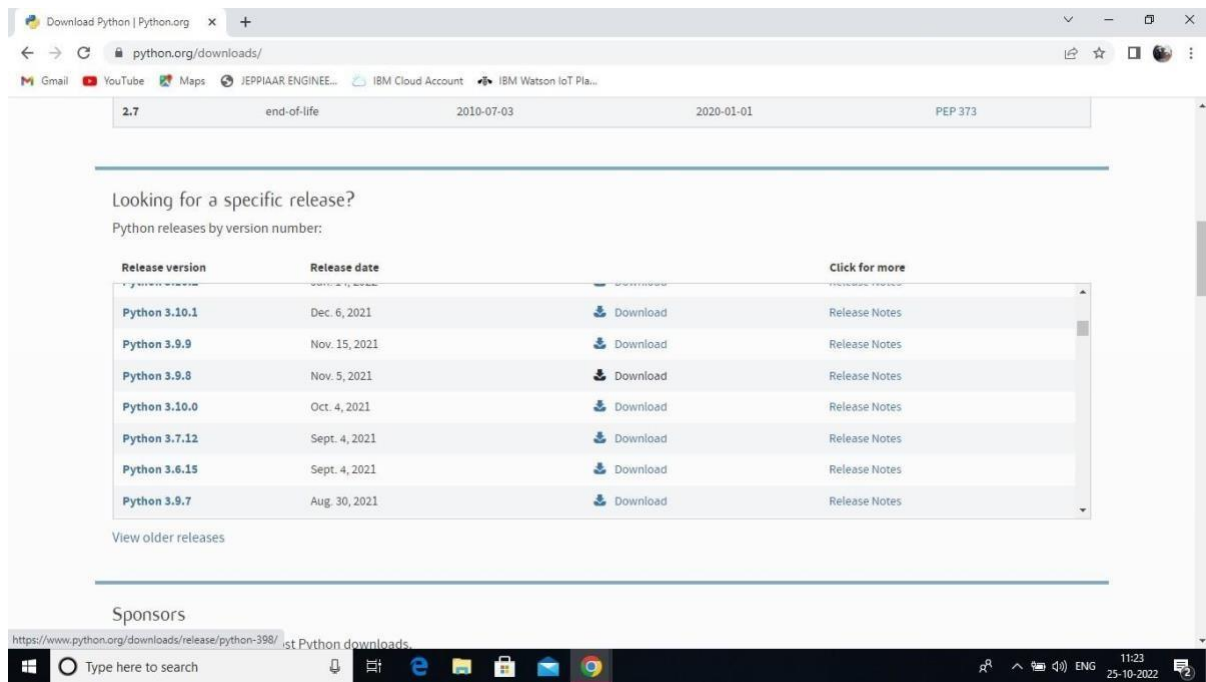 Download Python | Python.org
python.org/downloads/
Gmail YouTube Maps JEPPIAAR ENGINEE... IBM Cloud Account IBM Watson IoT Pla...
2.7 end-of-life 2010-07-03 2020-01-01 PEP 373
Looking for a specific release?
Python releases by version number:
Release version Release date Click for more
Python 3.10.1 Dec. 6, 2021 Download Release Notes
Python 3.9.9 Nov. 15, 2021 Download Release Notes
Python 3.9.8 Nov. 5, 2021 Download Release Notes
Python 3.10.0 Oct. 4, 2021 Download Release Notes
Python 3.7.12 Sept. 4, 2021 Download Release Notes
Python 3.6.15 Sept. 4, 2021 Download Release Notes
Python 3.9.7 Aug. 30, 2021 Download Release Notes
View older releases
Sponsors
https://www.python.org/downloads/release/python-398/ st Python downloads.
Type here to search ENG 11:23
25-10-2022 2